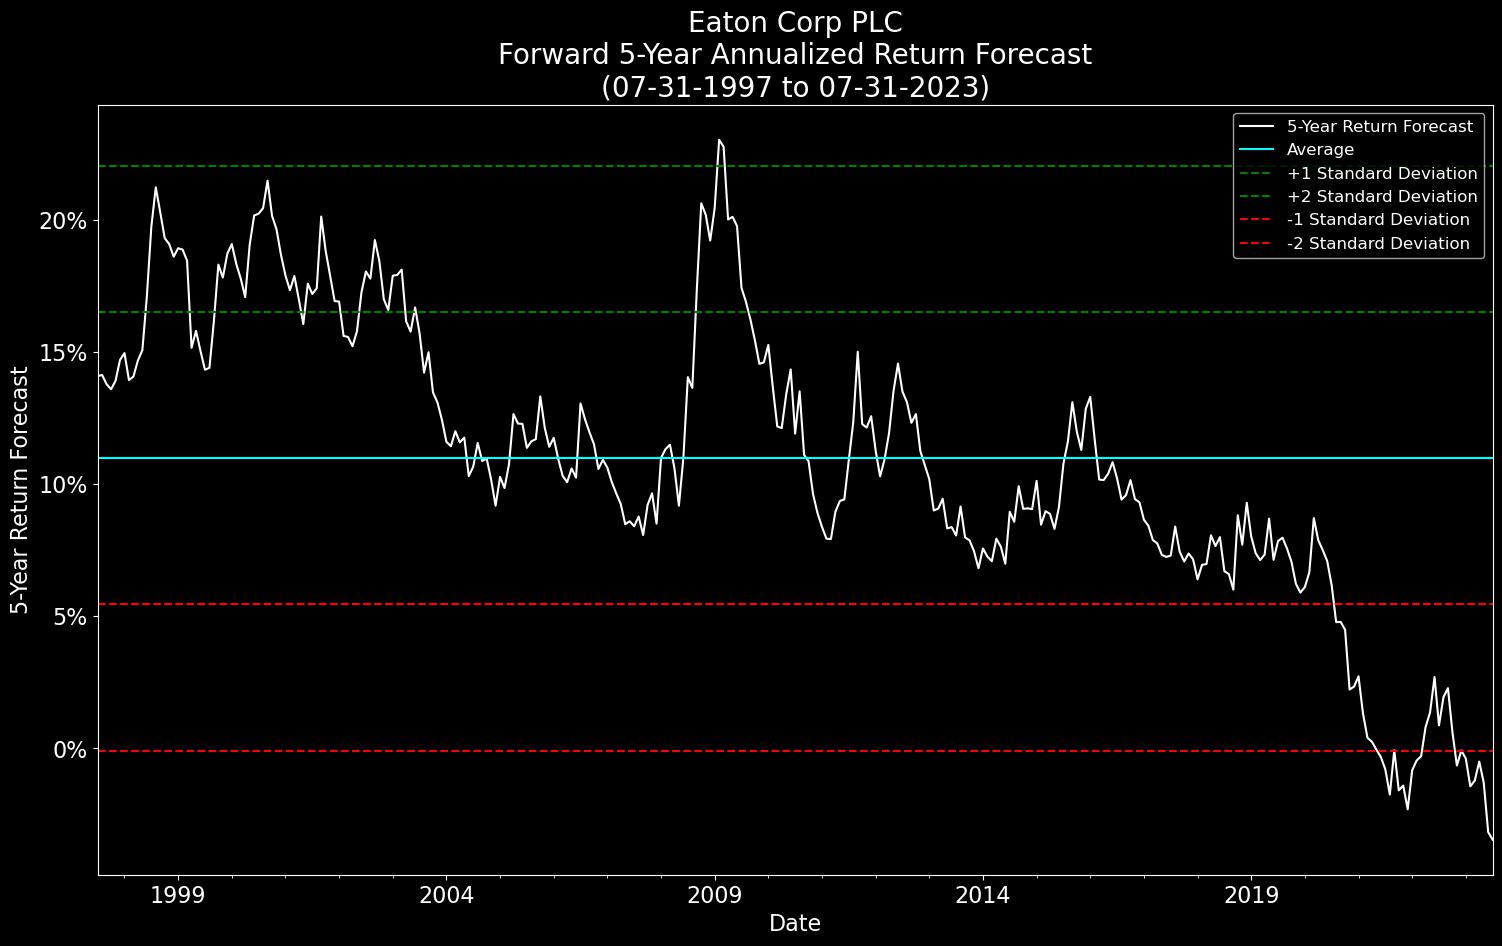 Eaton Corp PLC
Forward 5-Year Annualized Return Forecast
(07-31-1997 to 07-31-2023)
5-Year Return Forecast
Average
+1 Standard Deviation
+2 Standard Deviation
-1 Standard Deviation
-2 Standard Deviation
5-Year Return Forecast
20%
15%
10%
5%
0%
1999
2004
2009
2014
2019
Date